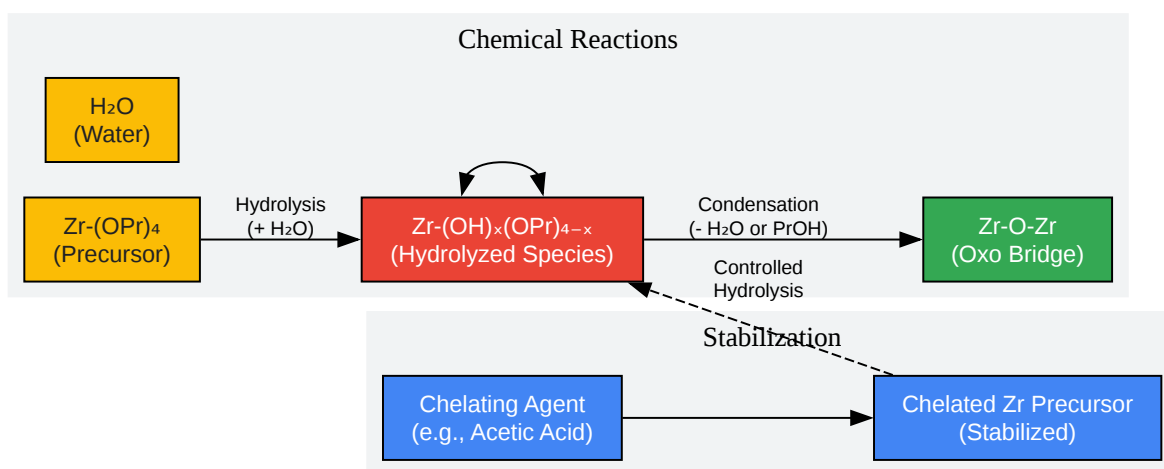 Chemical Reactions
H₂O
(Water)
Zr-(OPr)₄
(Precursor)
Hydrolysis
(+ H₂O)
Zr-(OH)ₓ(OPr)₄₋ₓ
(Hydrolyzed Species)
Condensation
(- H₂O or PrOH)
Zr-O-Zr
(Oxo Bridge)
Controlled
Hydrolysis
Stabilization
Chelating Agent
(e.g., Acetic Acid)
Chelated Zr Precursor
(Stabilized)